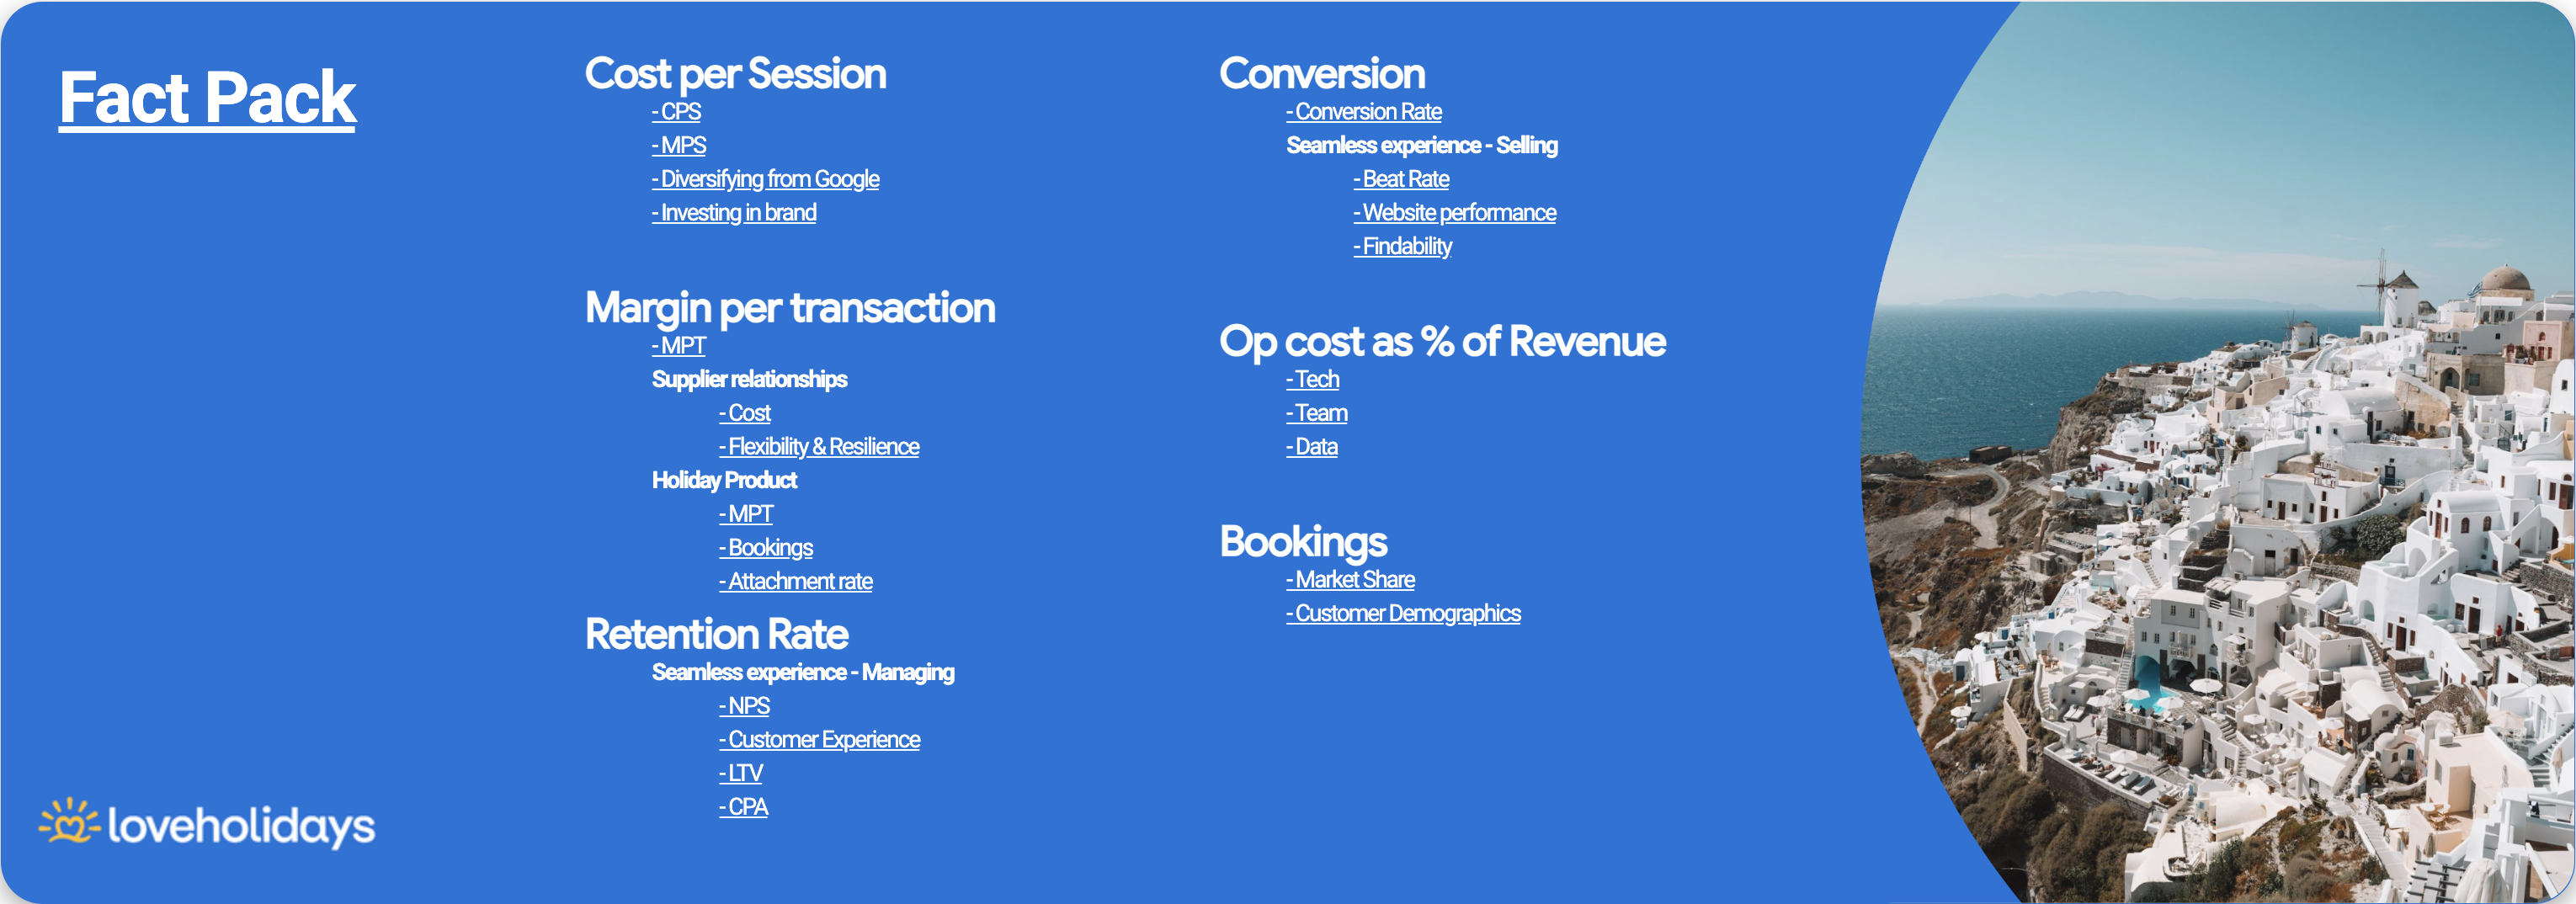 Fact Pack
Cost per Session
- CPS
- MPS
- Diversifying from Google
- Investing in brand
Margin per transaction
- MPT
Supplier relationships
- Cost
- Flexibility & Resilience
Holiday Product
- MPT
- Bookings
- Attachment rate
Retention Rate
Seamless experience - Managing
- NPS
- Customer Experience
- LTV
- CPA
Conversion
- Conversion Rate
Seamless experience - Selling
- Beat Rate
- Website performance
- Findability
Op cost as % of Revenue
- Tech
- Team
- Data
Bookings
- Market Share
- Customer Demographics
loveholidays